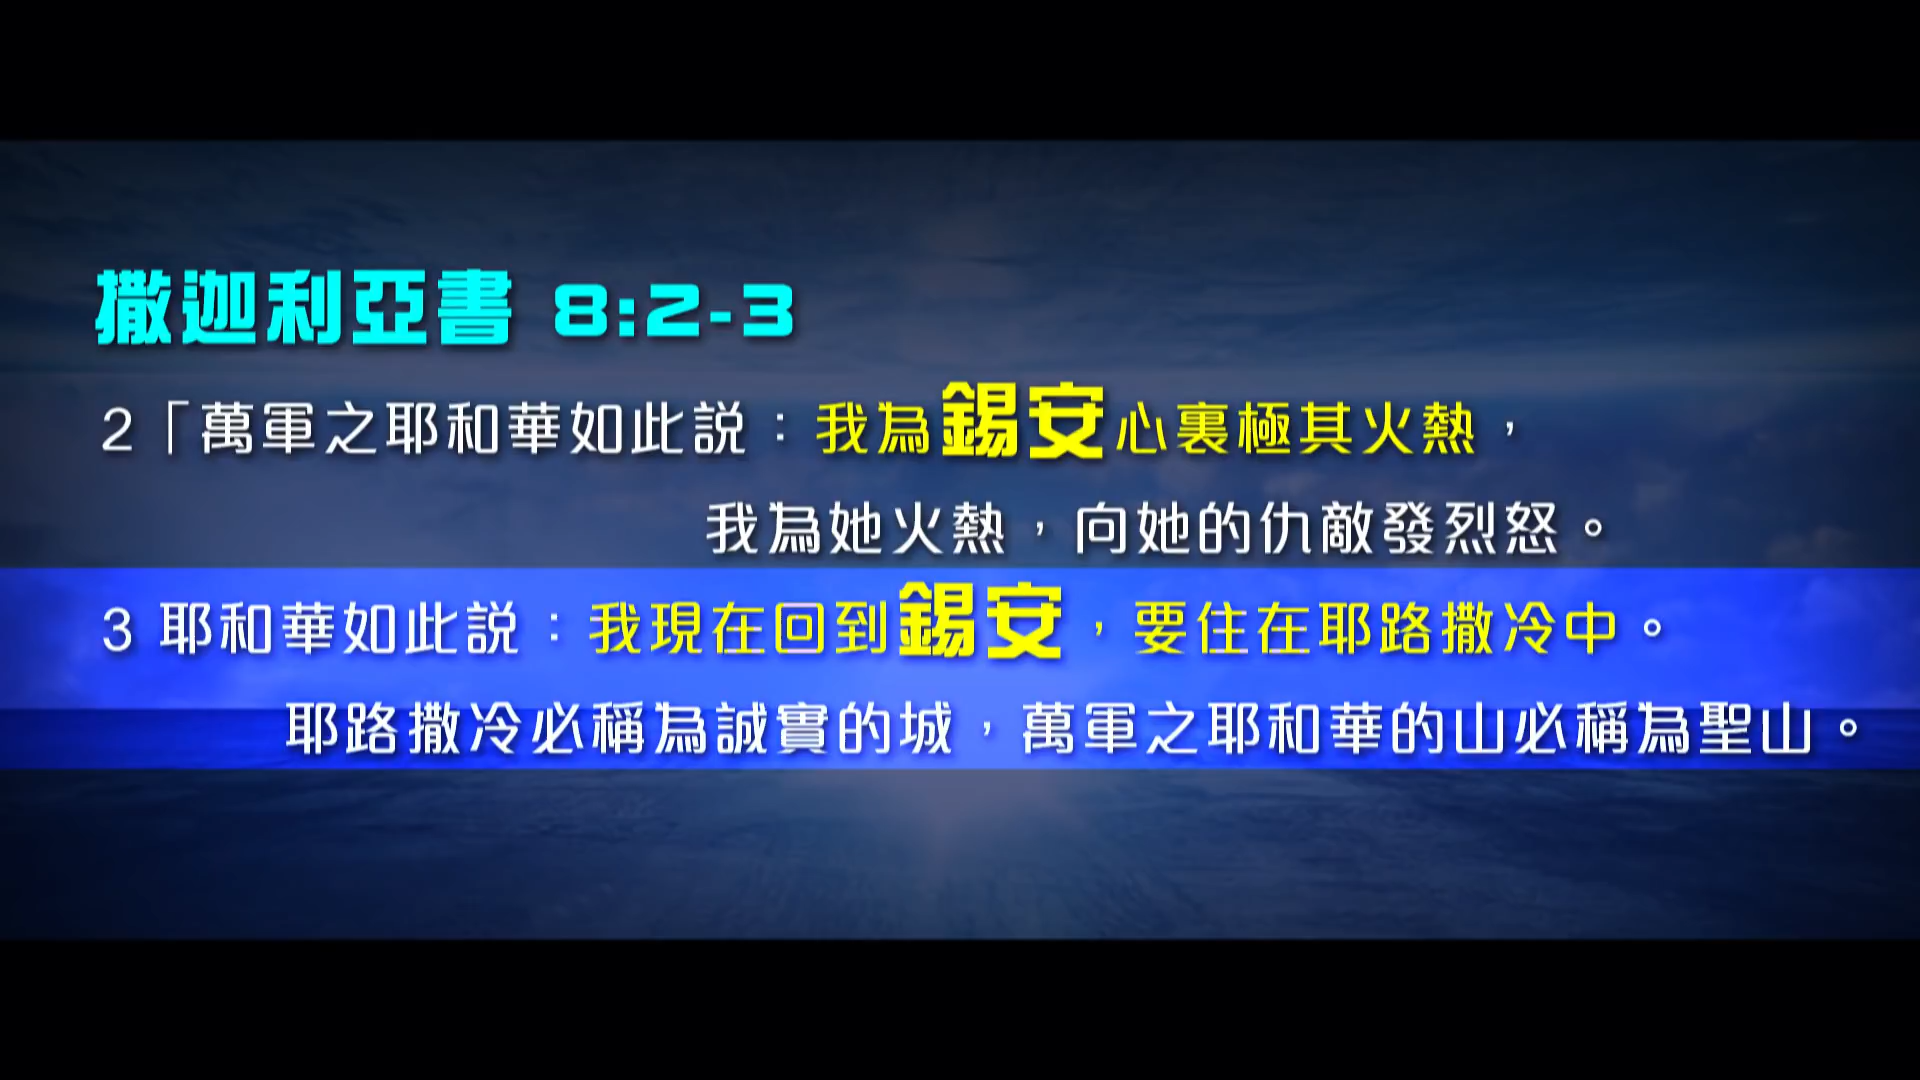 撒迦利亞書 8:2-3
2「萬軍之耶和華如此説：我為錫安心裏極其火熱，
我為她火熱，向她的仇敵發烈怒。
3 耶和華如此説：我現在回到錫安，要住在耶路撒冷中。
耶路撒冷必稱為誠實的城，萬軍之耶和華的山必稱為聖山。